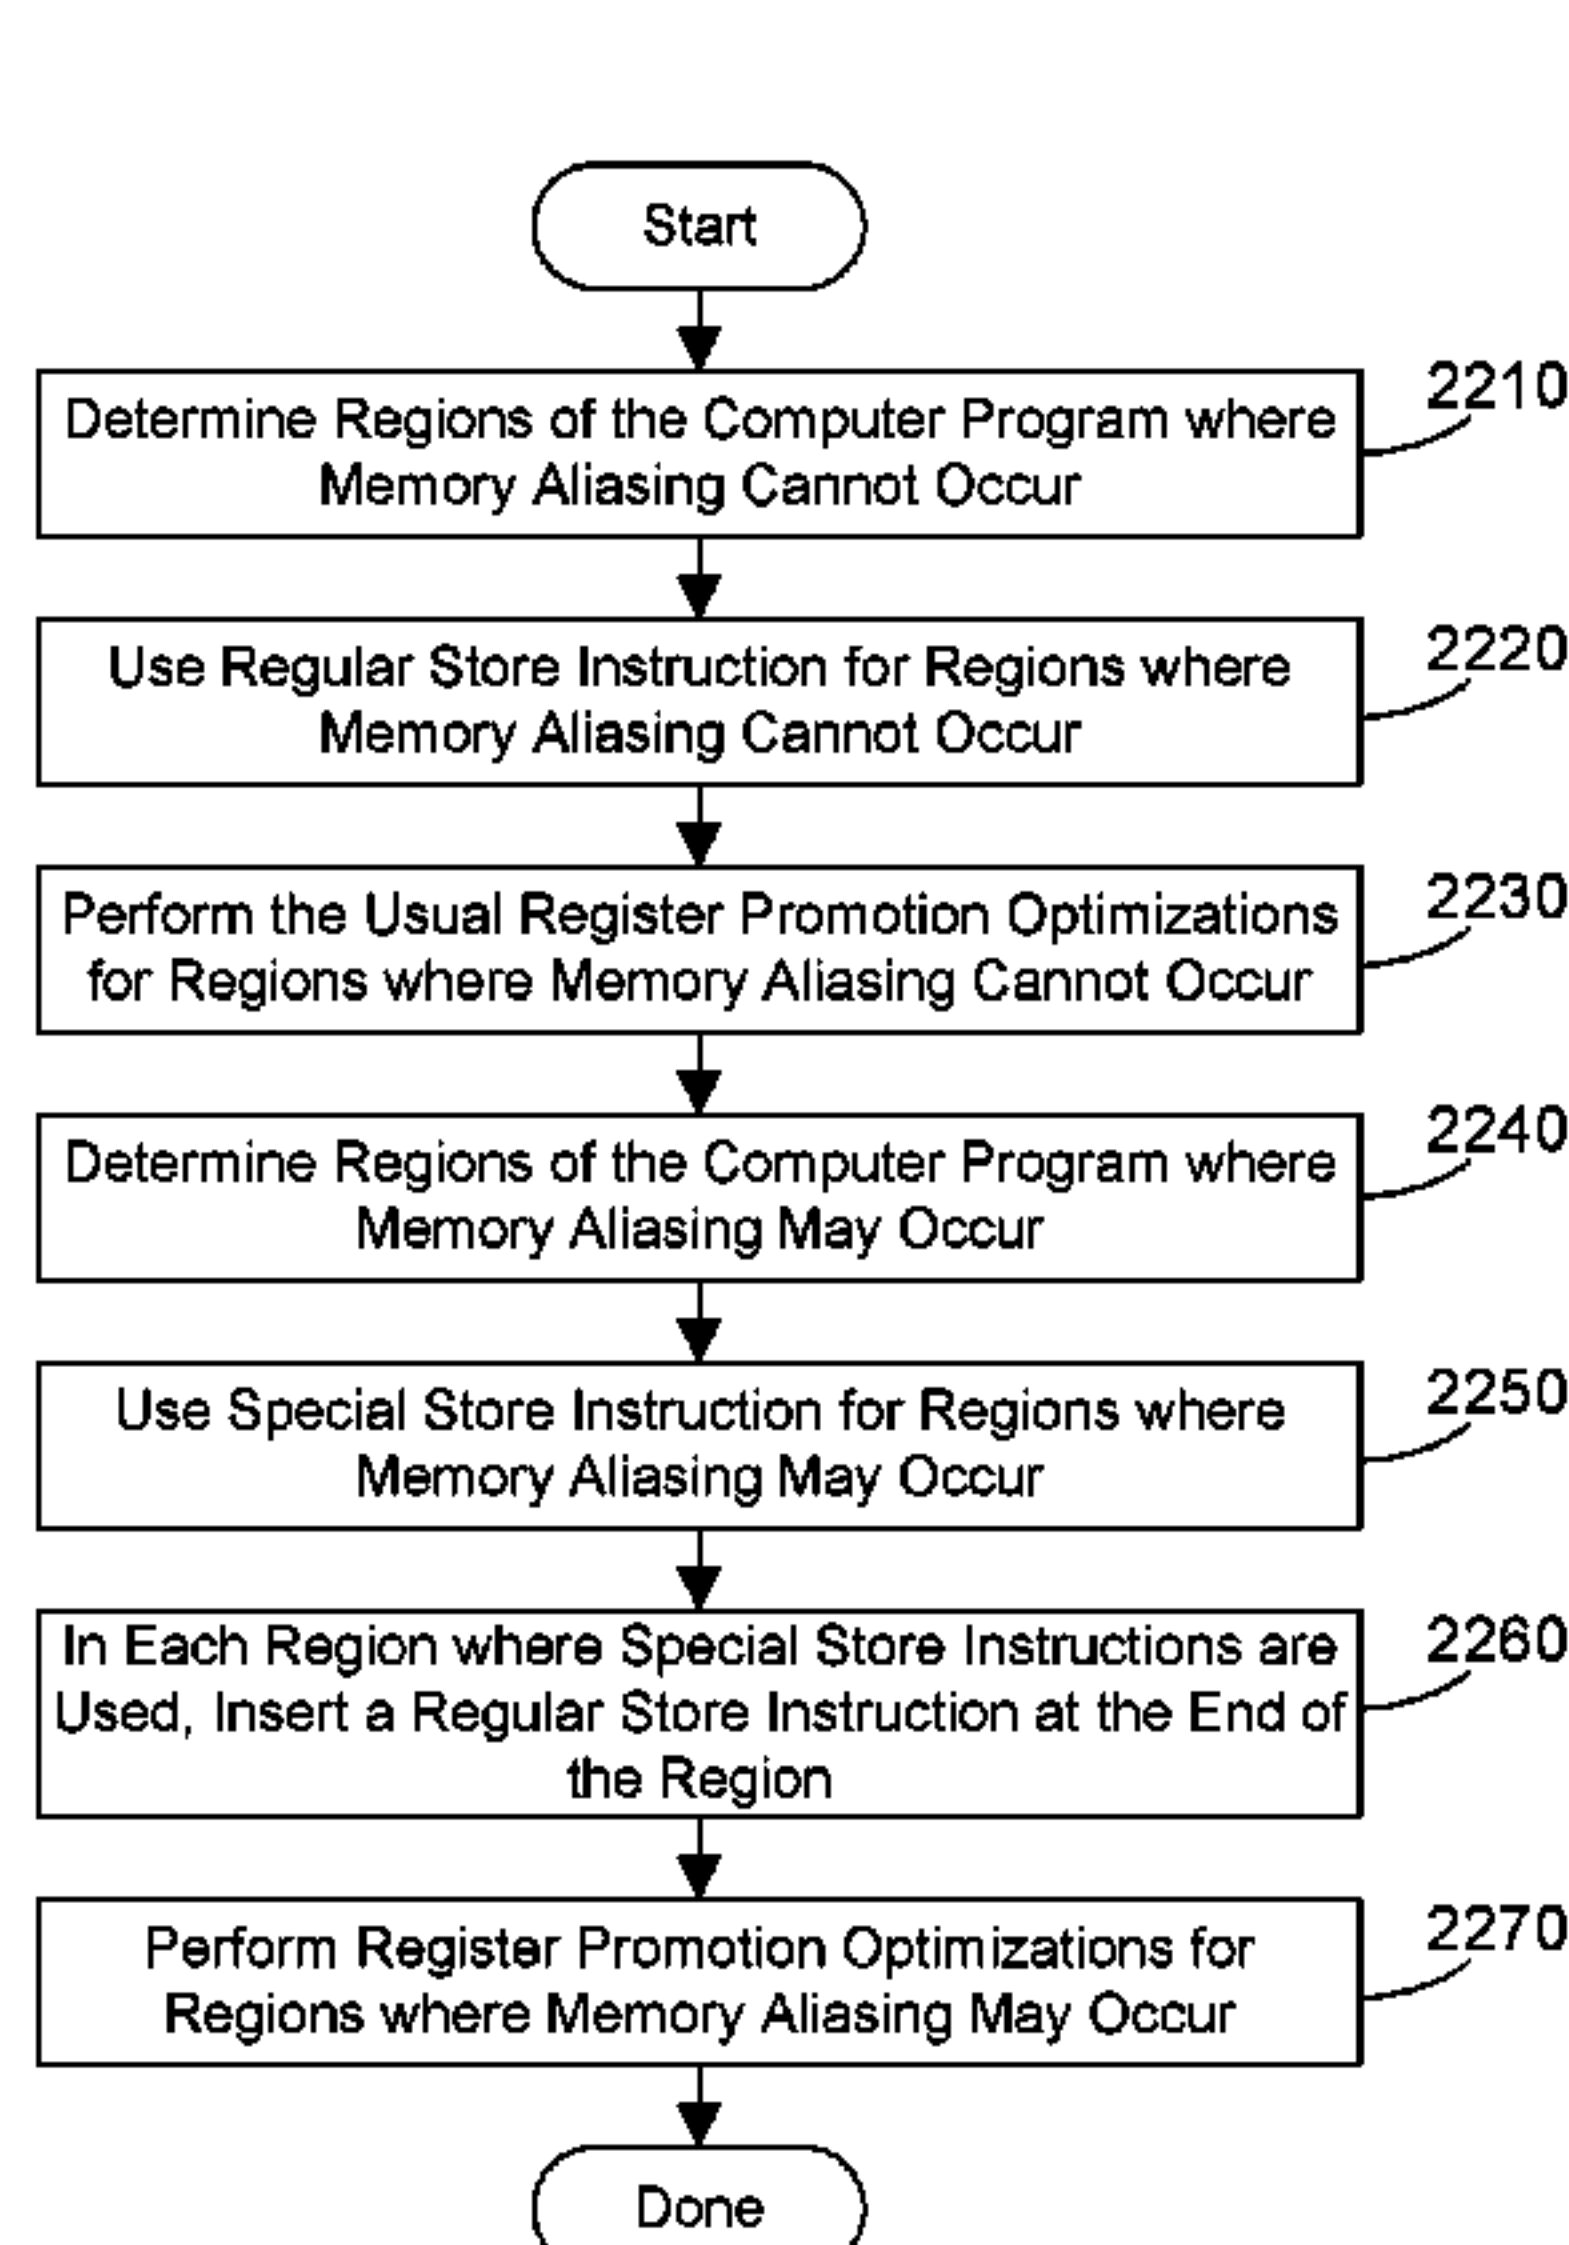 Start
Determine Regions of the Computer Program where
Memory Aliasing Cannot Occur
2210
Use Regular Store Instruction for Regions where
Memory Aliasing Cannot Occur
2220
Perform the Usual Register Promotion Optimizations
for Regions where Memory Aliasing Cannot Occur
2230
Determine Regions of the Computer Program where
Memory Aliasing May Occur
2240
Use Special Store Instruction for Regions where
Memory Aliasing May Occur
2250
In Each Region where Special Store Instructions are
Used, Insert a Regular Store Instruction at the End of
the Region
2260
Perform Register Promotion Optimizations for
Regions where Memory Aliasing May Occur
2270
Done